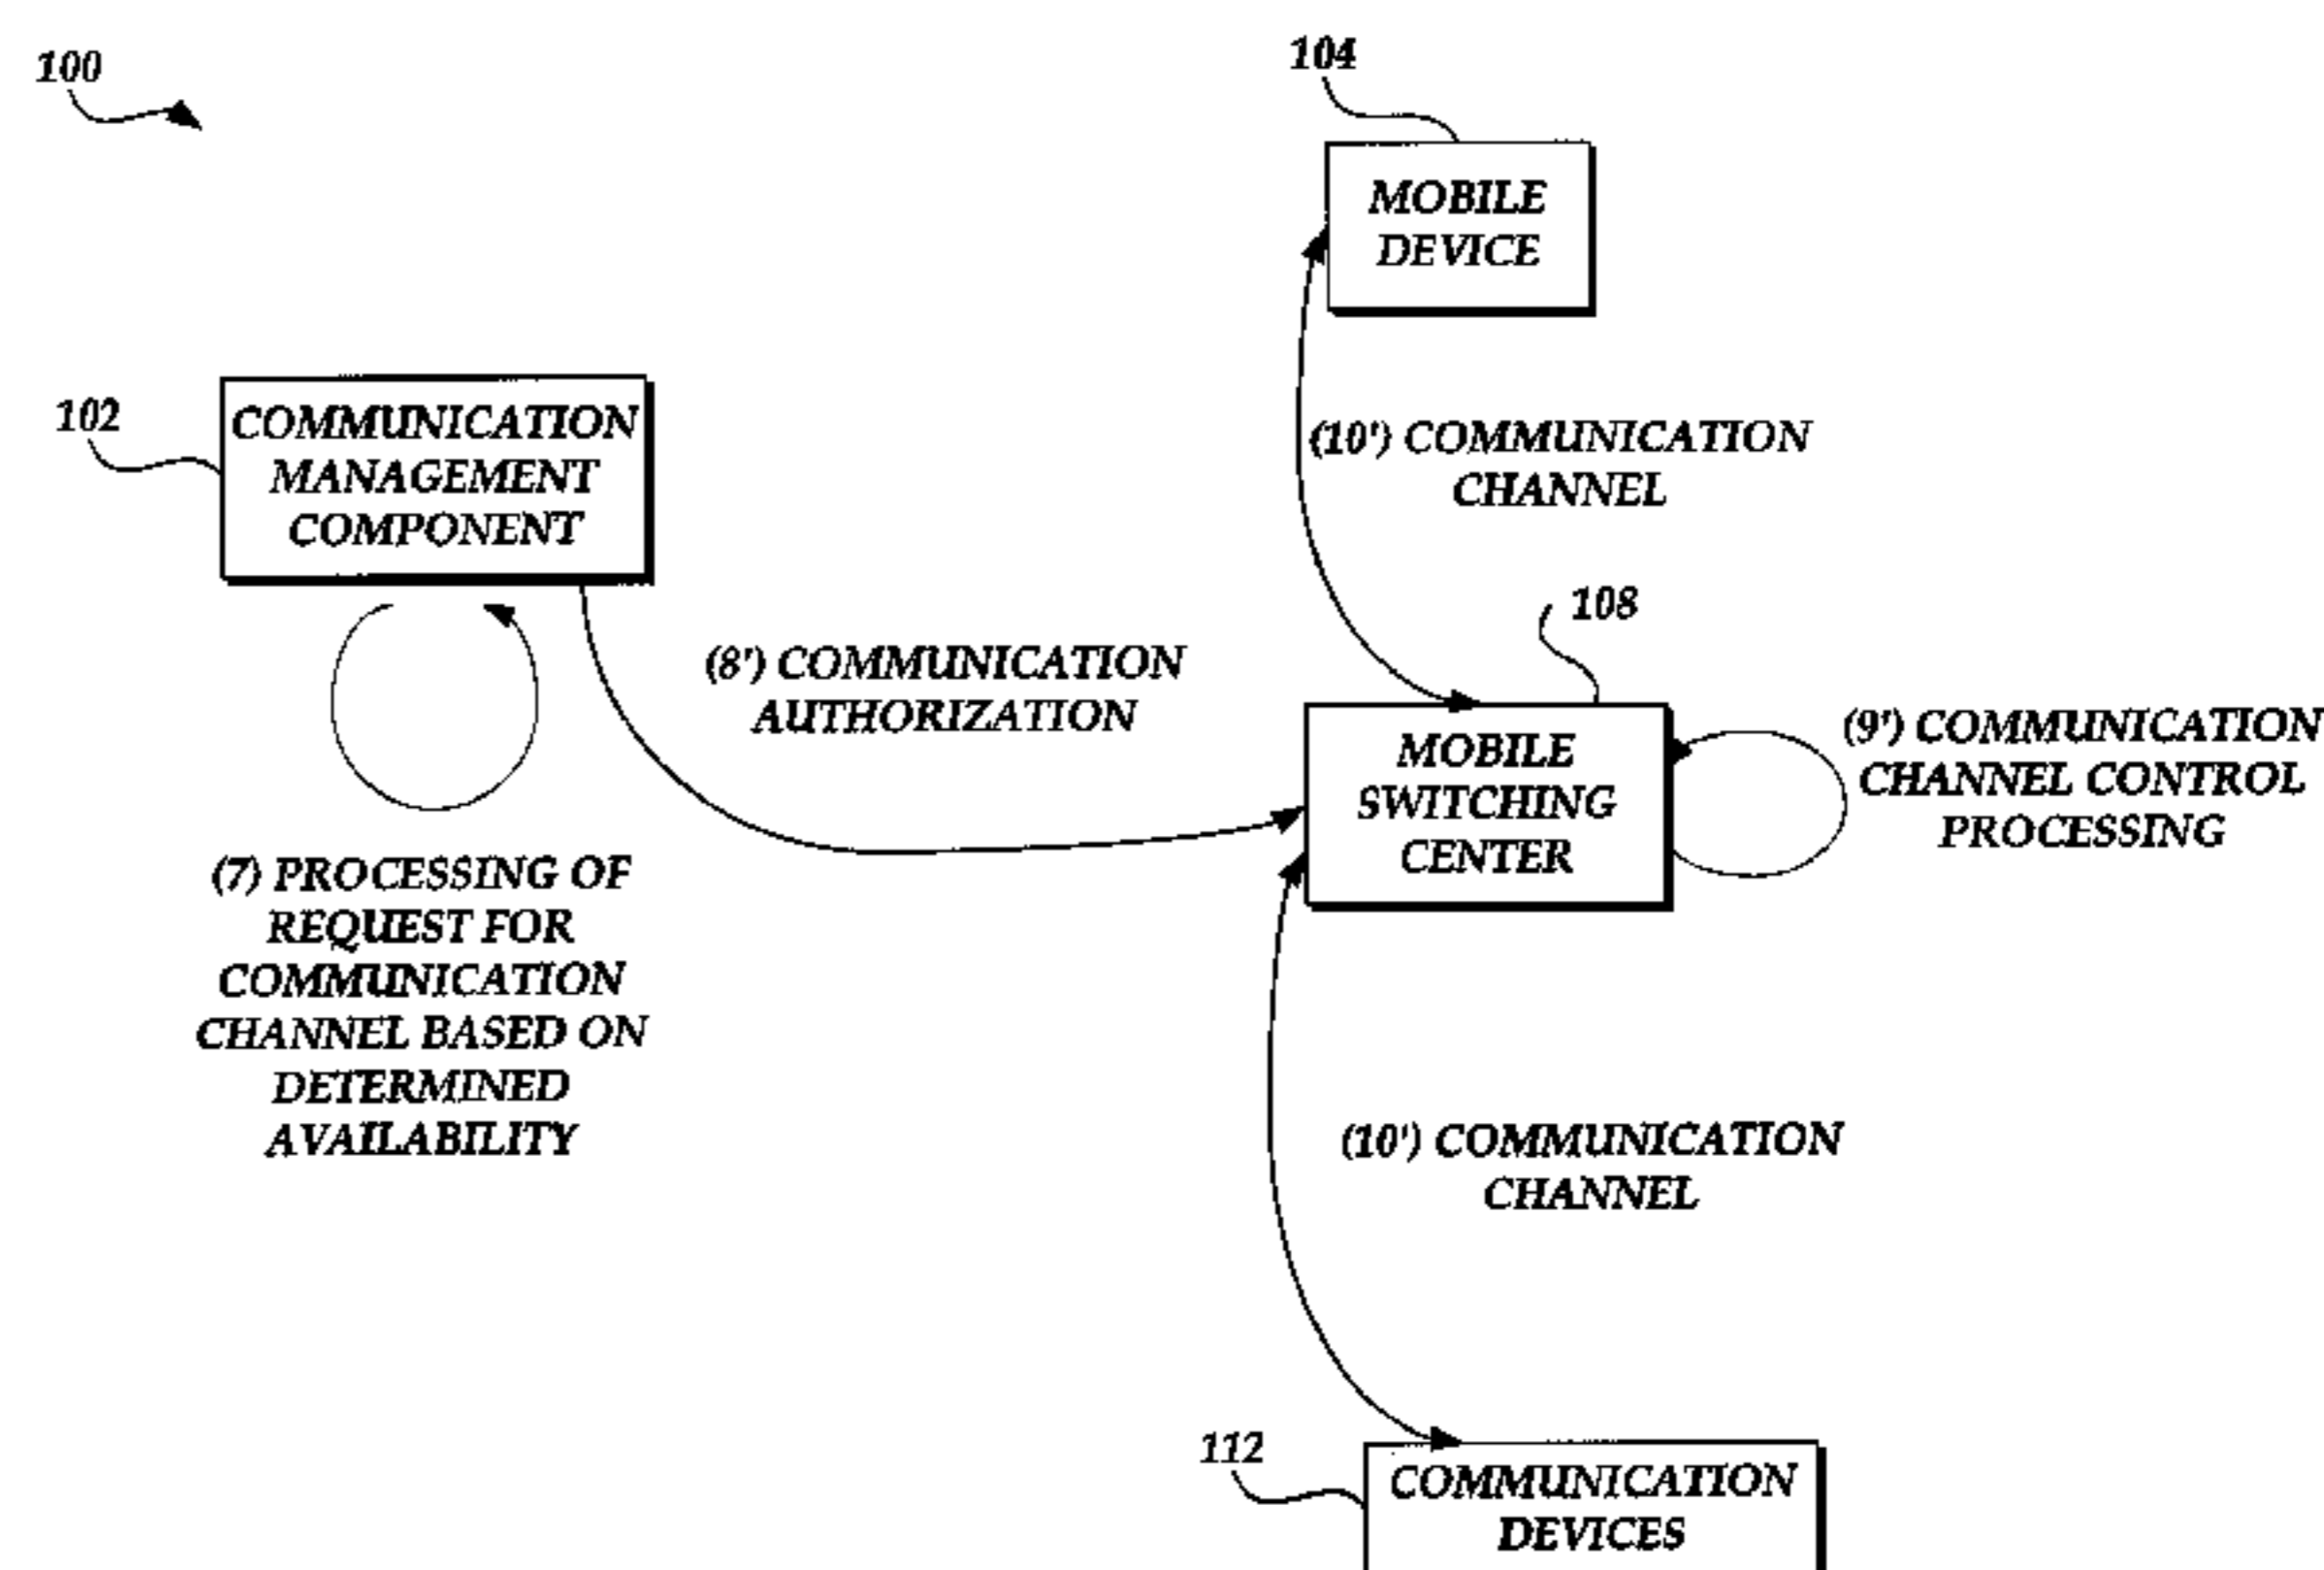 100
104
MOBILE
DEVICE
102
COMMUNICATION
MANAGEMENT
COMPONENT
(10') COMMUNICATION
CHANNEL
108
(8') COMMUNICATION
AUTHORIZATION
MOBILE
SWITCHING
CENTER
(9') COMMUNICATION
CHANNEL CONTROL
PROCESSING
(7) PROCESSING OF
REQUEST FOR
COMMUNICATION
CHANNEL BASED ON
DETERMINED
AVAILABILITY
(10') COMMUNICATION
CHANNEL
112
COMMUNICATION
DEVICES